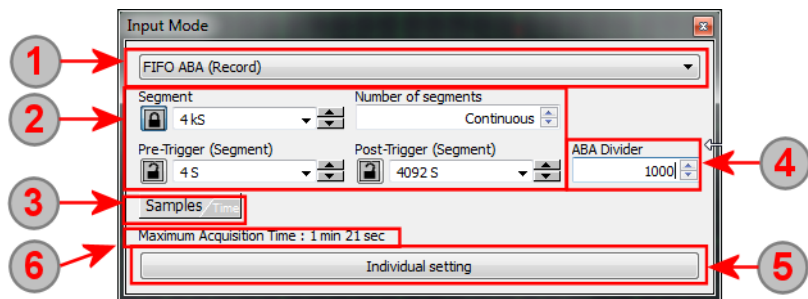 Input Mode
1
FIFO ABA (Record)
2
Segment Number of segments
4 kS Continuous
Pre-Trigger (Segment) Post-Trigger (Segment) ABA Divider
4 S 4092 S 1000
4
3
Samples / Time
Maximum Acquisition Time : 1 min 21 sec
6
Individual setting
5